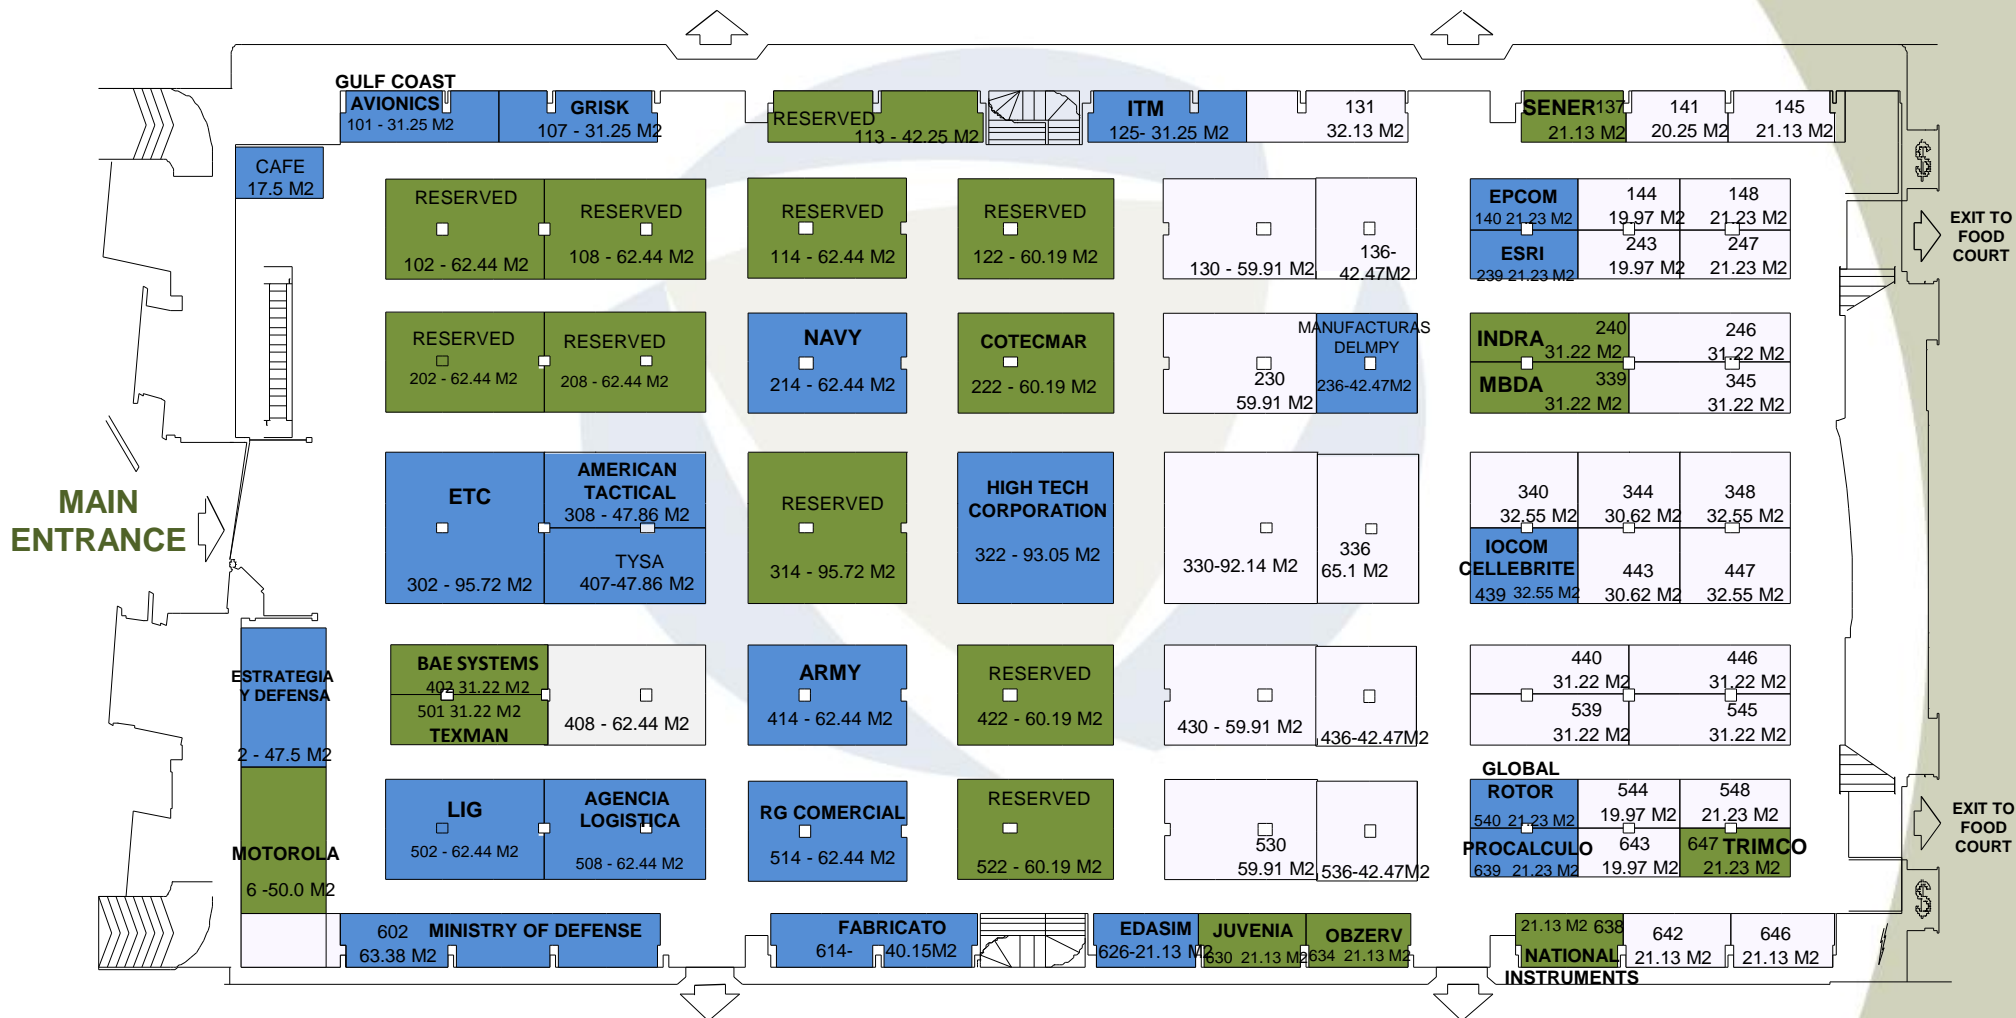 GULF COAST
AVIONICS
101 - 31.25 M2
GRISK
107 - 31.25 M2
RESERVED
113 - 42.25 M2
ITM
125- 31.25 M2
131
32.13 M2
SENER 137
21.13 M2
141
20.25 M2
145
21.13 M2
CAFE
17.5 M2
RESERVED
102 - 62.44 M2
RESERVED
108 - 62.44 M2
RESERVED
114 - 62.44 M2
RESERVED
122 - 60.19 M2
130 - 59.91 M2
136-
42.47M2
EPCOM
140 21.23 M2
144
19.97 M2
148
21.23 M2
ESRI
239 21.23 M2
243
19.97 M2
247
21.23 M2
$
EXIT TO
FOOD
COURT
RESERVED
202 - 62.44 M2
RESERVED
208 - 62.44 M2
NAVY
214 - 62.44 M2
COTECMAR
222 - 60.19 M2
230
59.91 M2
MANUFACTURAS
DELMPY
236-42.47M2
INDRA 240
31.22 M2
246
31.22 M2
MBDA 339
31.22 M2
345
31.22 M2
MAIN
ENTRANCE
ETC
302 - 95.72 M2
AMERICAN
TACTICAL
308 - 47.86 M2
TYSA
407-47.86 M2
RESERVED
314 - 95.72 M2
HIGH TECH
CORPORATION
322 - 93.05 M2
330-92.14 M2
336
65.1 M2
340
32.55 M2
344
30.62 M2
348
32.55 M2
IOCOM
CELLEBRITE
439 32.55 M2
443
30.62 M2
447
32.55 M2
ESTRATEGIA
Y DEFENSA
2 - 47.5 M2
BAE SYSTEMS
402 31.22 M2
501 31.22 M2
TEXMAN
408 - 62.44 M2
ARMY
414 - 62.44 M2
RESERVED
422 - 60.19 M2
430 - 59.91 M2
436-42.47M2
440
31.22 M2
446
31.22 M2
539
31.22 M2
545
31.22 M2
MOTOROLA
6 -50.0 M2
LIG
502 - 62.44 M2
AGENCIA
LOGISTICA
508 - 62.44 M2
RG COMERCIAL
514 - 62.44 M2
RESERVED
522 - 60.19 M2
530
59.91 M2
536-42.47M2
GLOBAL
ROTOR
540 21.23 M2
544
19.97 M2
548
21.23 M2
PROCALCULO
639 21.23 M2
643
19.97 M2
647 TRIMCO
21.23 M2
EXIT TO
FOOD
COURT
$
602 MINISTRY OF DEFENSE
63.38 M2
FABRICATO
614- 40.15M2
EDASIM
626-21.13 M2
JUVENIA
630 21.13 M2
OBZERV
634 21.13 M2
21.13 M2 638
NATIONAL
INSTRUMENTS
642
21.13 M2
646
21.13 M2